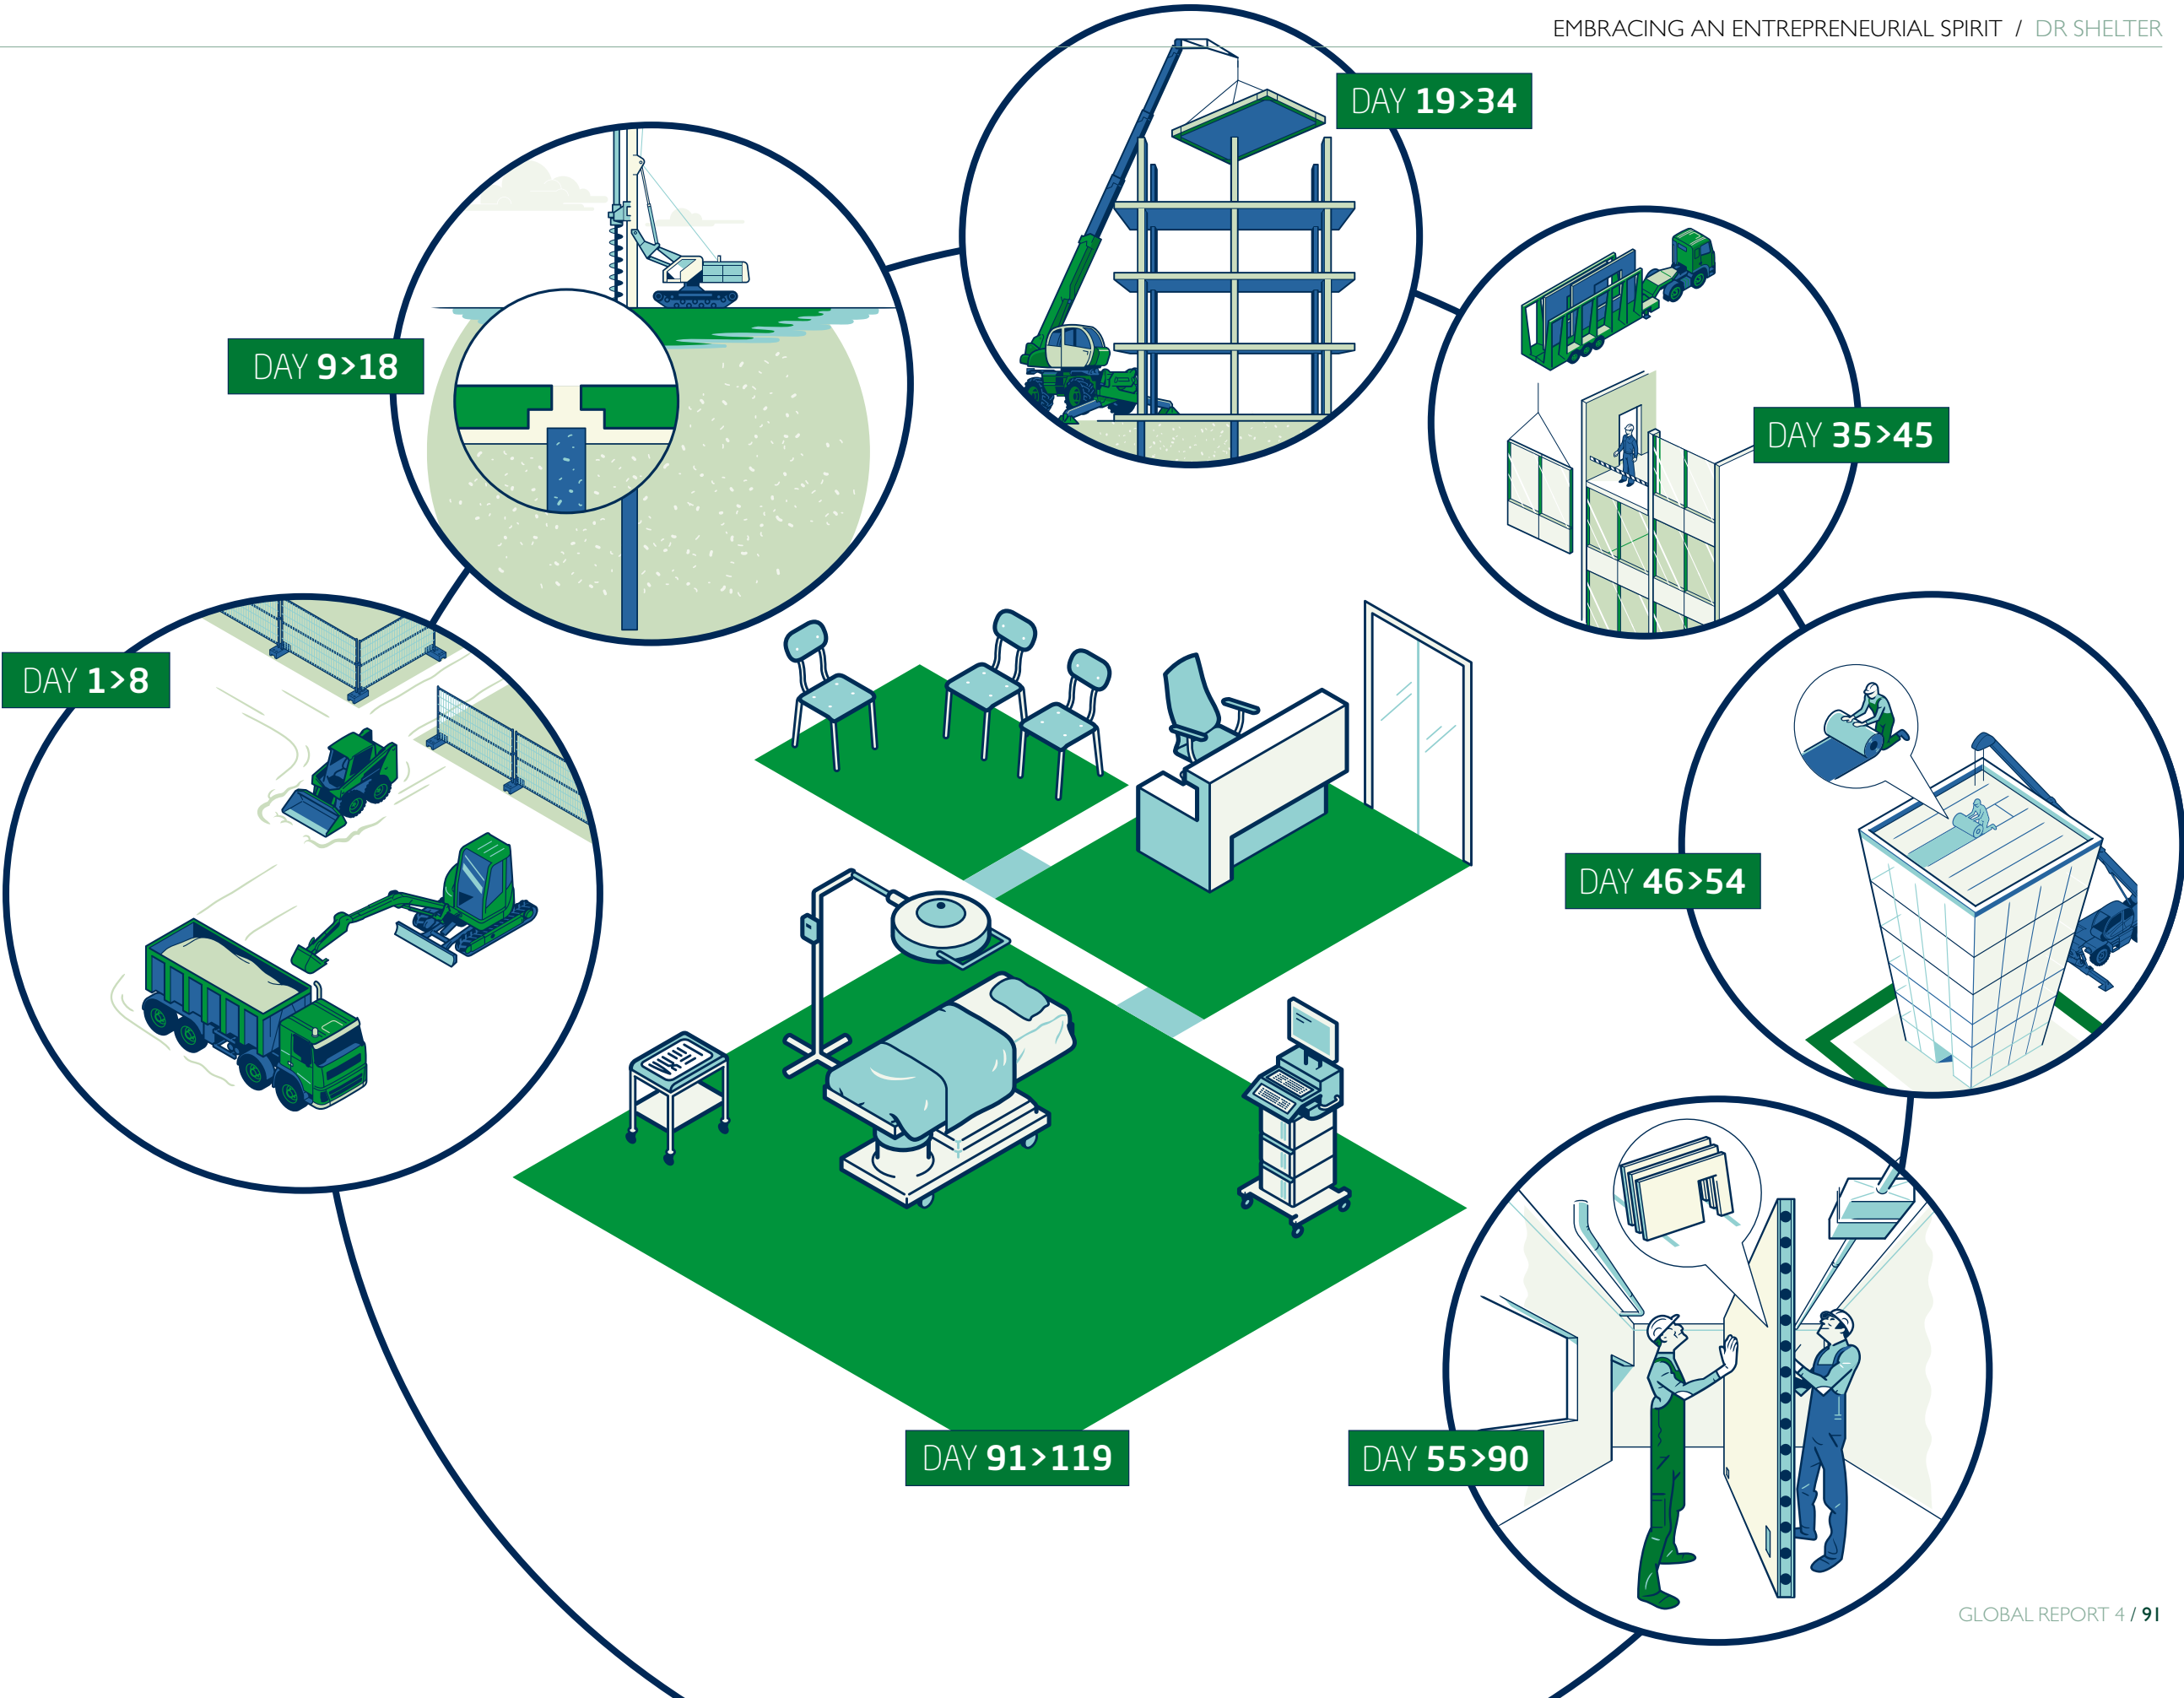 EMBRACING AN ENTREPRENEURIAL SPIRIT / DR SHELTER
DAY 19>34
DAY 9>18
DAY 35>45
DAY 1>8
DAY 46>54
DAY 91>119
DAY 55>90
GLOBAL REPORT 4 / 91